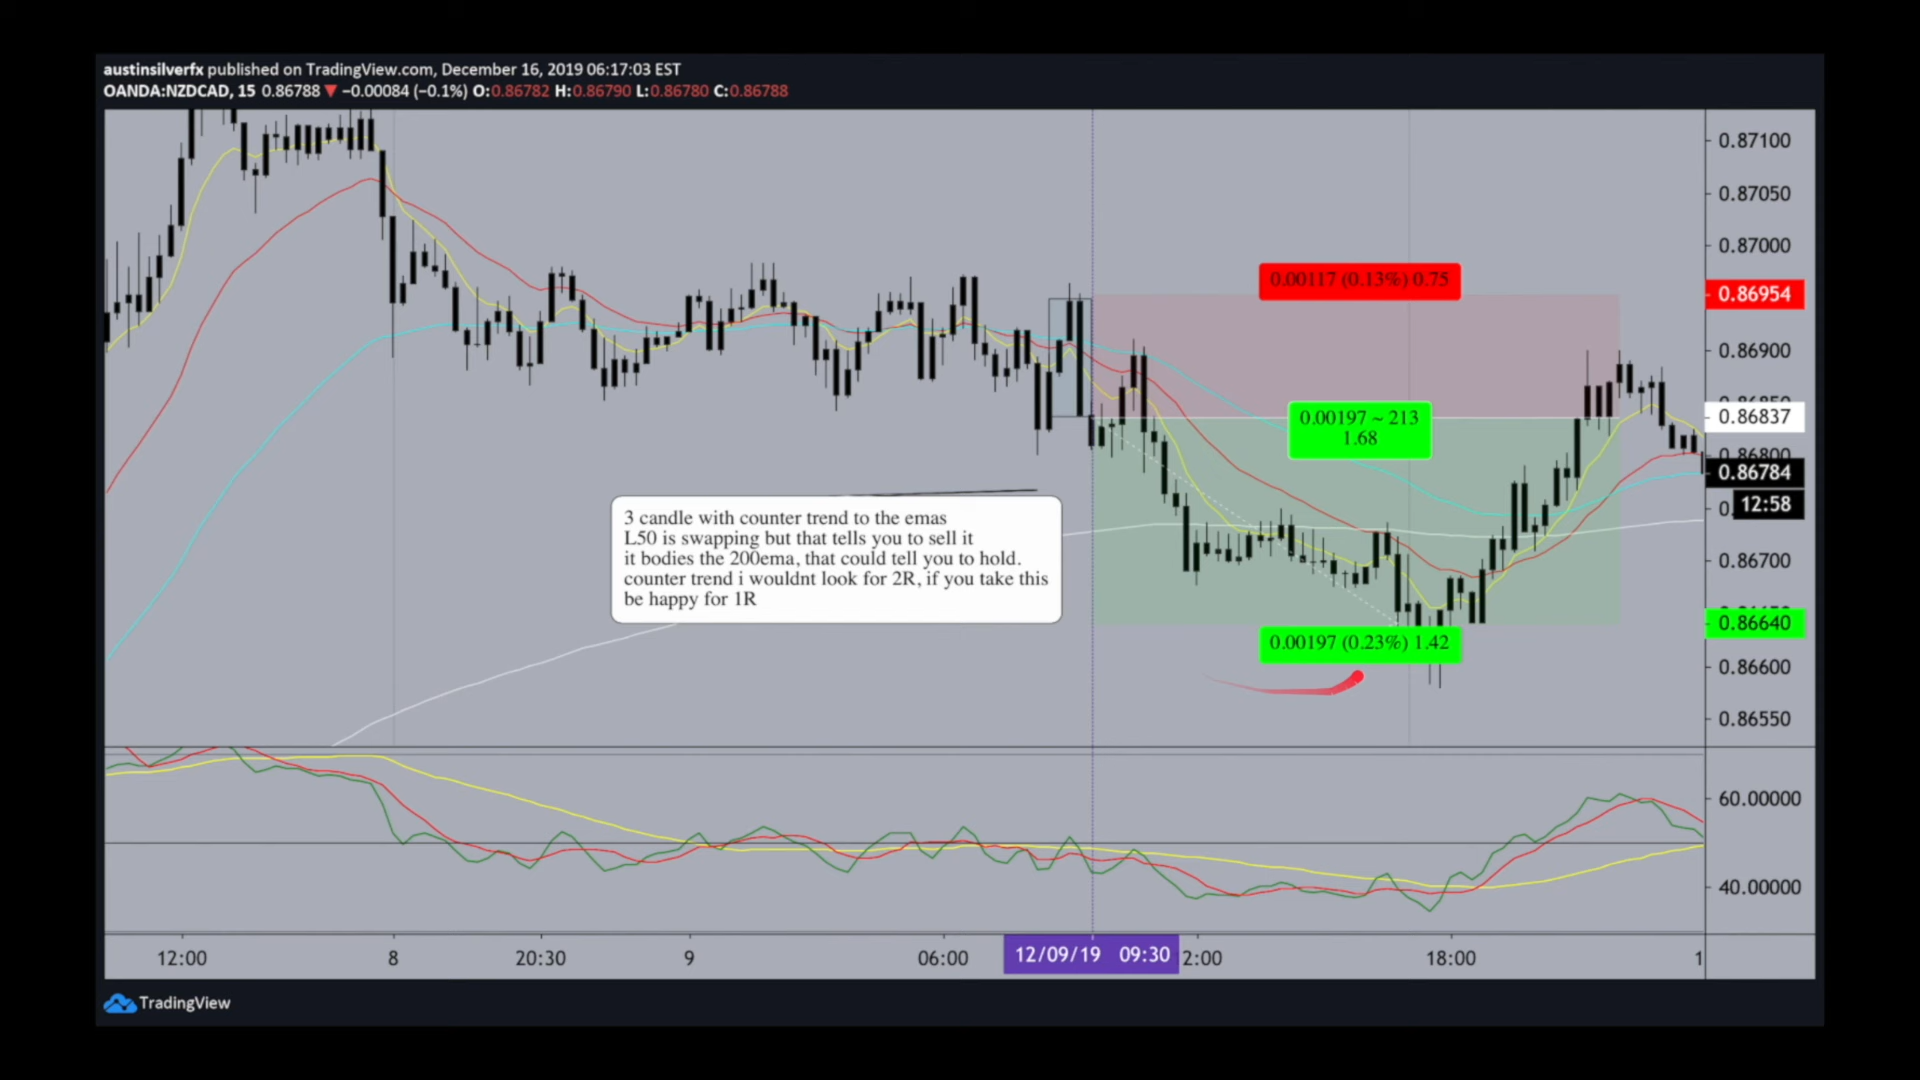 austinsilverfx published on TradingView.com, December 16, 2019 06:17:03 EST
OANDA:NZDCAD, 15 0.86788 ▼ −0.00084 (−0.1%) O:0.86782 H:0.86790 L:0.86780 C:0.86788
0.87100
0.87050
0.87000
0.00117 (0.13%) 0.75
0.86954
0.86900
0.00197 ~ 213
1.68
0.86837
0.86800
0.86784
12:58
3 candle with counter trend to the emas
L50 is swapping but that tells you to sell it
it bodies the 200ema, that could tell you to hold.
counter trend i wouldnt look for 2R, if you take this
be happy for 1R
0.86700
0.86640
0.00197 (0.23%) 1.42
0.86600
0.86550
60.00000
40.00000
12:00 8 20:30 9 06:00 12/09/19 09:30 2:00 18:00 1
TradingView